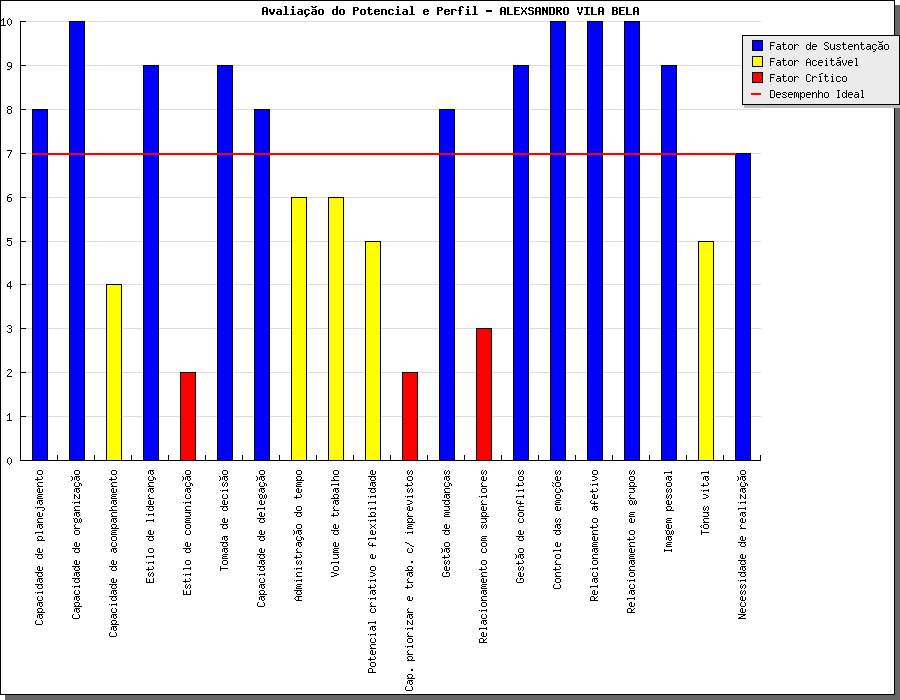 Avaliação do Potencial e Perfil - ALEXSANDRO VILA BELA
10
9
8
7
6
5
4
3
2
1
0
Fator de Sustentação
Fator Aceitável
Fator Crítico
Desempenho Ideal
Capacidade de planejamento
Capacidade de organização
Capacidade de acompanhamento
Estilo de liderança
Estilo de comunicação
Tomada de decisão
Capacidade de delegação
Administração do tempo
Volume de trabalho
Potencial criativo e flexibilidade
Cap. priorizar e trab. c/ imprevistos
Gestão de mudanças
Relacionamento com superiores
Gestão de conflitos
Controle das emoções
Relacionamento afetivo
Relacionamento em grupos
Imagem pessoal
Tônus vital
Necessidade de realização